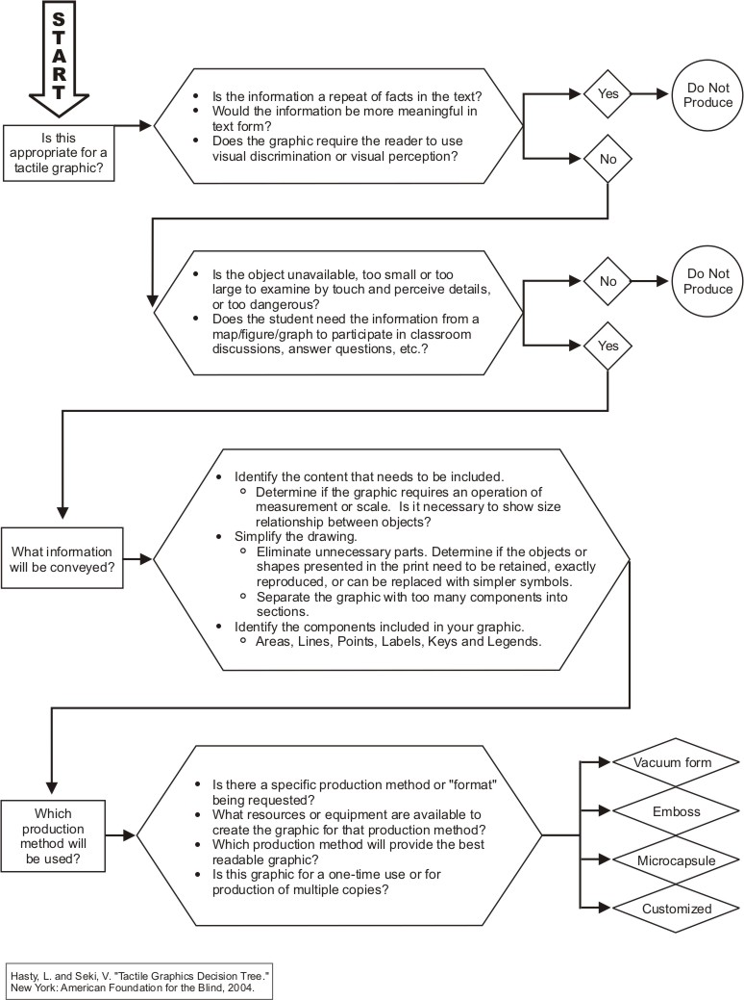 START
Is this
appropriate for a
tactile graphic?
• Is the information a repeat of facts in the text?
• Would the information be more meaningful in
text form?
• Does the graphic require the reader to use
visual discrimination or visual perception?
Yes
Do Not
Produce
No
• Is the object unavailable, too small or too
large to examine by touch and perceive details,
or too dangerous?
• Does the student need the information from a
map/figure/graph to participate in classroom
discussions, answer questions, etc.?
No
Do Not
Produce
Yes
What information
will be conveyed?
• Identify the content that needs to be included.
° Determine if the graphic requires an operation of
measurement or scale. Is it necessary to show size
relationship between objects?
• Simplify the drawing.
° Eliminate unnecessary parts. Determine if the objects or
shapes presented in the print need to be retained, exactly
reproduced, or can be replaced with simpler symbols.
° Separate the graphic with too many components into
sections.
• Identify the components included in your graphic.
° Areas, Lines, Points, Labels, Keys and Legends.
Which
production
method will
be used?
• Is there a specific production method or "format"
being requested?
• What resources or equipment are available to
create the graphic for that production method?
• Which production method will provide the best
readable graphic?
• Is this graphic for a one-time use or for
production of multiple copies?
Vacuum form
Emboss
Microcapsule
Customized
Hasty, L. and Seki, V. "Tactile Graphics Decision Tree."
New York: American Foundation for the Blind, 2004.